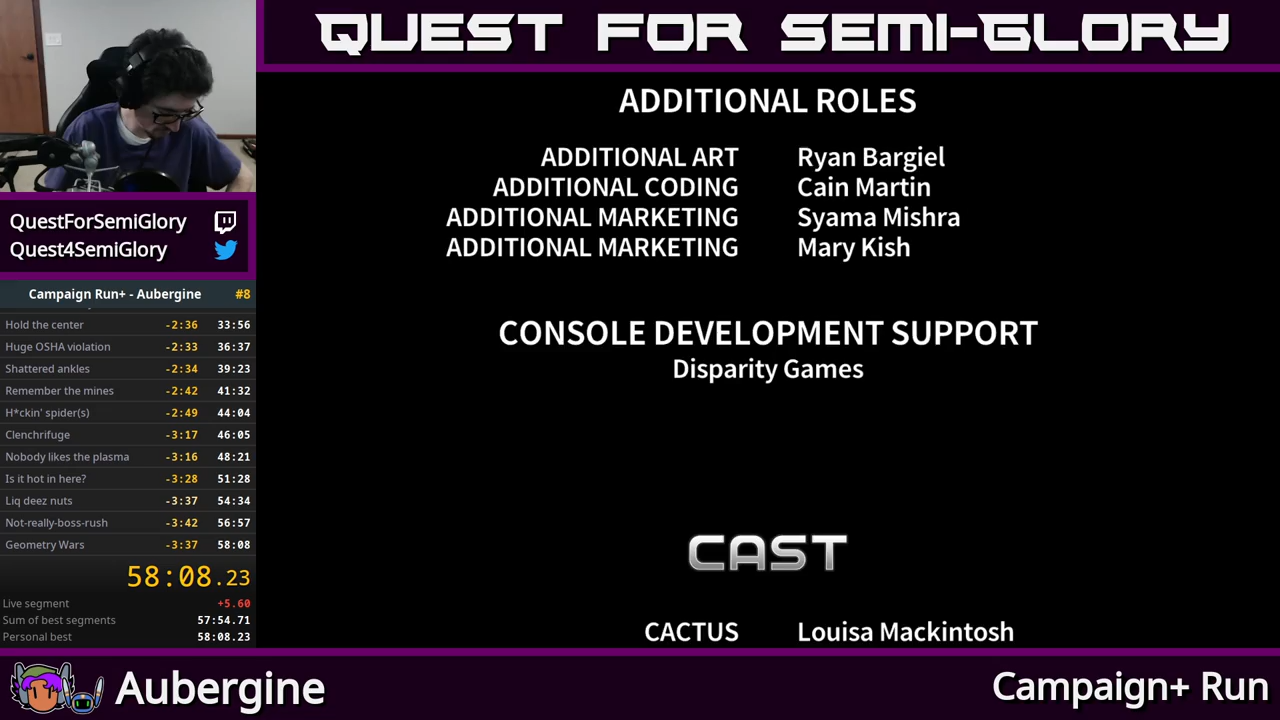 QUEST FOR SEMI-GLORY
ADDITIONAL ROLES
ADDITIONAL ART Ryan Bargiel
ADDITIONAL CODING Cain Martin
ADDITIONAL MARKETING Syama Mishra
ADDITIONAL MARKETING Mary Kish
CONSOLE DEVELOPMENT SUPPORT
Disparity Games
CAST
CACTUS Louisa Mackintosh
QuestForSemiGlory
Quest4SemiGlory
Campaign Run+ - Aubergine #8
Hold the center -2:36 33:56
Huge OSHA violation -2:33 36:37
Shattered ankles -2:34 39:23
Remember the mines -2:42 41:32
H*ckin' spider(s) -2:49 44:04
Clenchrifuge -3:17 46:05
Nobody likes the plasma -3:16 48:21
Is it hot in here? -3:28 51:28
Liq deez nuts -3:37 54:34
Not-really-boss-rush -3:42 56:57
Geometry Wars -3:37 58:08
58:08.23
Live segment +5.60
Sum of best segments 57:54.71
Personal best 58:08.23
Aubergine
Campaign+ Run